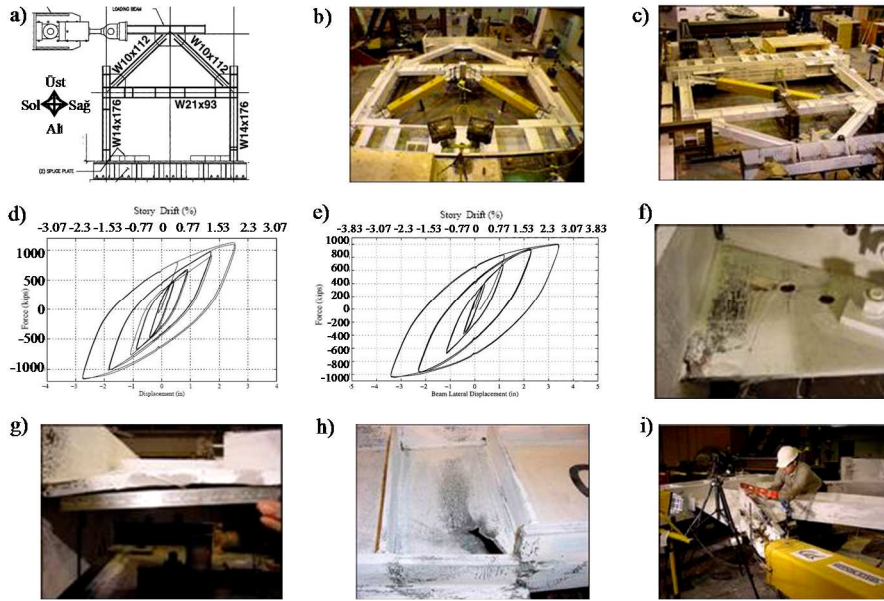 a)
LOADING BEAM
W10x112
W10x112
Üst
Sol
Sağ
Alt
W21x93
W14x176
W14x176
(2) SPLICE PLATE
b)
c)
d)
Story Drift (%)
-3.07 -2.3 -1.53 -0.77 0 0.77 1.53 2.3 3.07
Force (kips)
1000
500
0
-500
-1000
-4 -3 -2 -1 0 1 2 3 4
Displacement (in)
e)
Story Drift (%)
-3.83 -3.07 -2.3 -1.53 -0.77 0 0.77 1.53 2.3 3.07 3.83
Force (kips)
1000
800
600
400
200
0
-200
-400
-600
-800
-1000
-5 -4 -3 -2 -1 0 1 2 3 4 5
Beam Lateral Displacement (in)
f)
g)
h)
i)